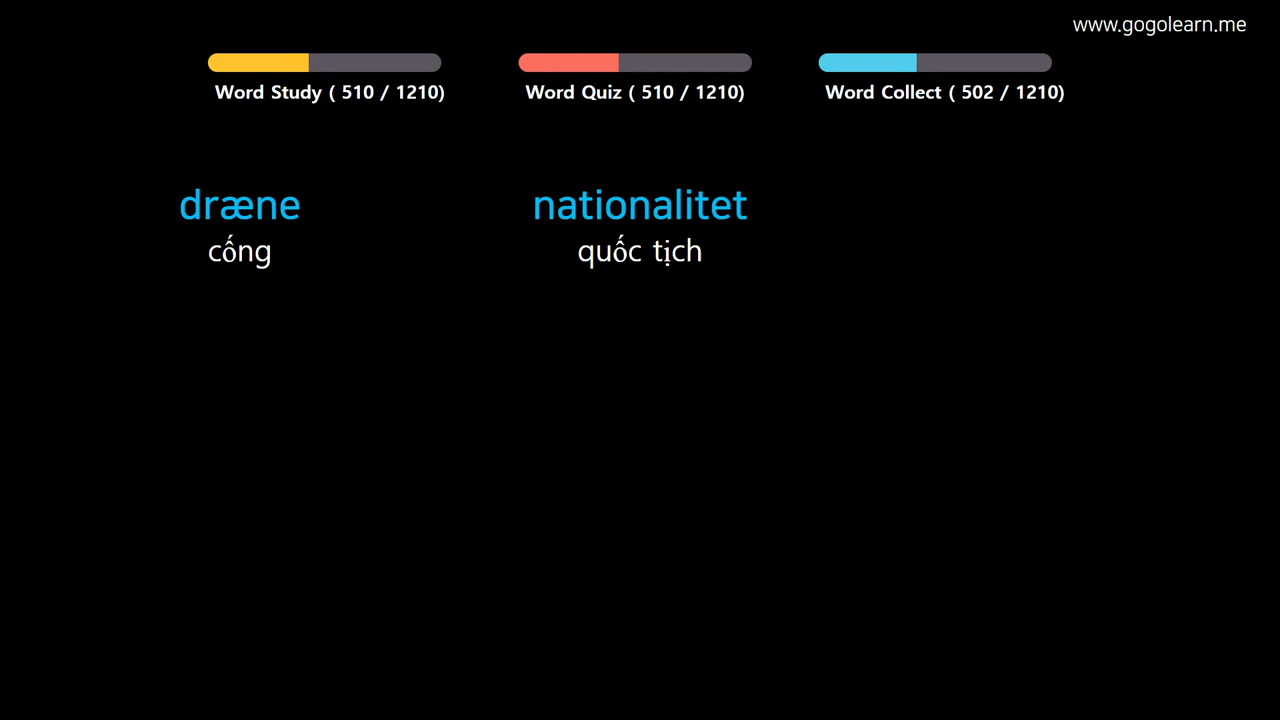 www.gogolearn.me
Word Study ( 510 / 1210)
Word Quiz ( 510 / 1210)
Word Collect ( 502 / 1210)
dræne
cống
nationalitet
quốc tịch